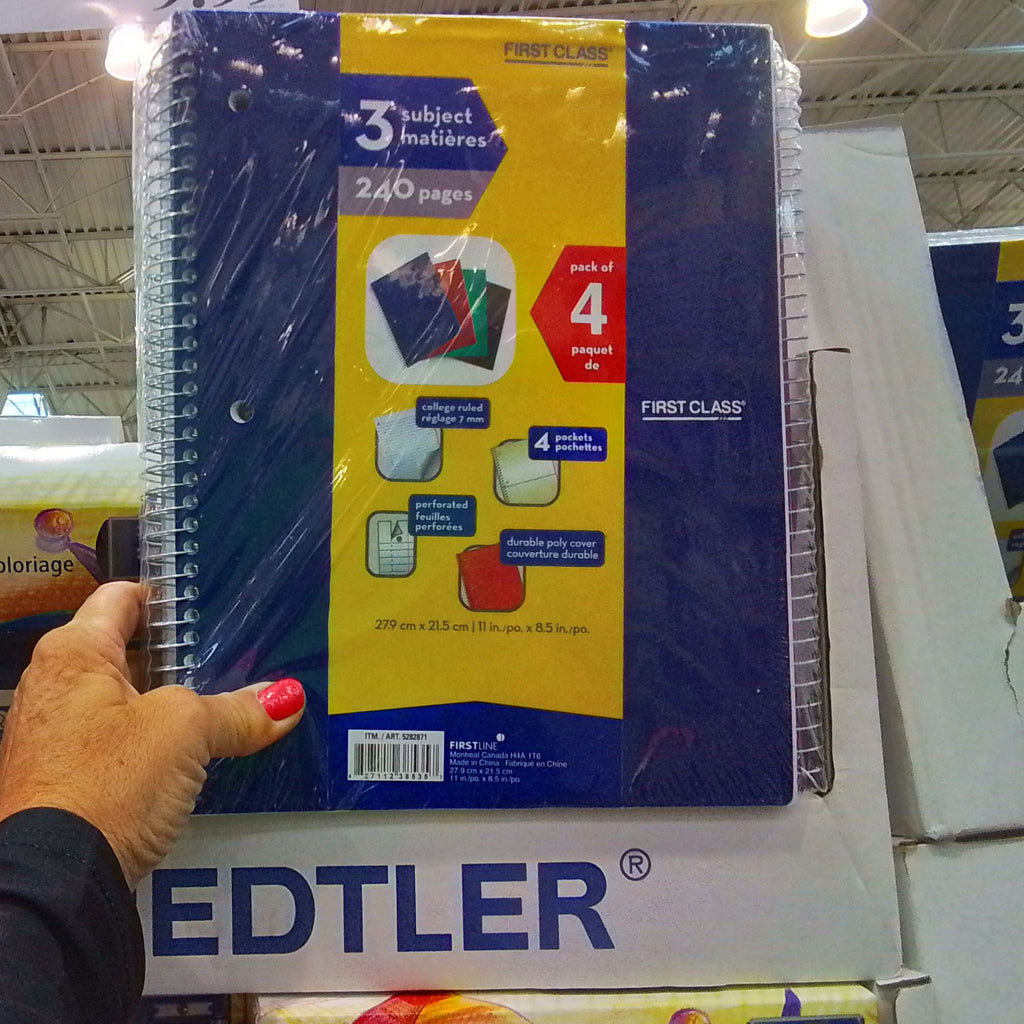 FIRST CLASS®
3 subject
matières
240 pages
pack of
4
paquet
de
college ruled
réglage 7 mm
4 pockets
pochettes
perforated
feuilles
perforées
durable poly cover
couverture durable
27.9 cm x 21.5 cm | 11 in./po. x 8.5 in./po.
FIRST CLASS®
ITM. / ART. 5282871
FIRSTLINE
Montreal Canada H4A 1T6
Made in China Fabriqué en Chine
27.9 cm x 21.5 cm
11 in./po. x 8.5 in./po.
oloriage
EDTLER®
3
24